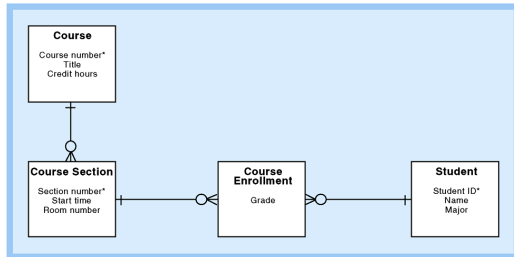 Course
Course number*
Title
Credit hours
Course Section
Section number*
Start time
Room number
Course
Enrollment
Grade
Student
Student ID*
Name
Major